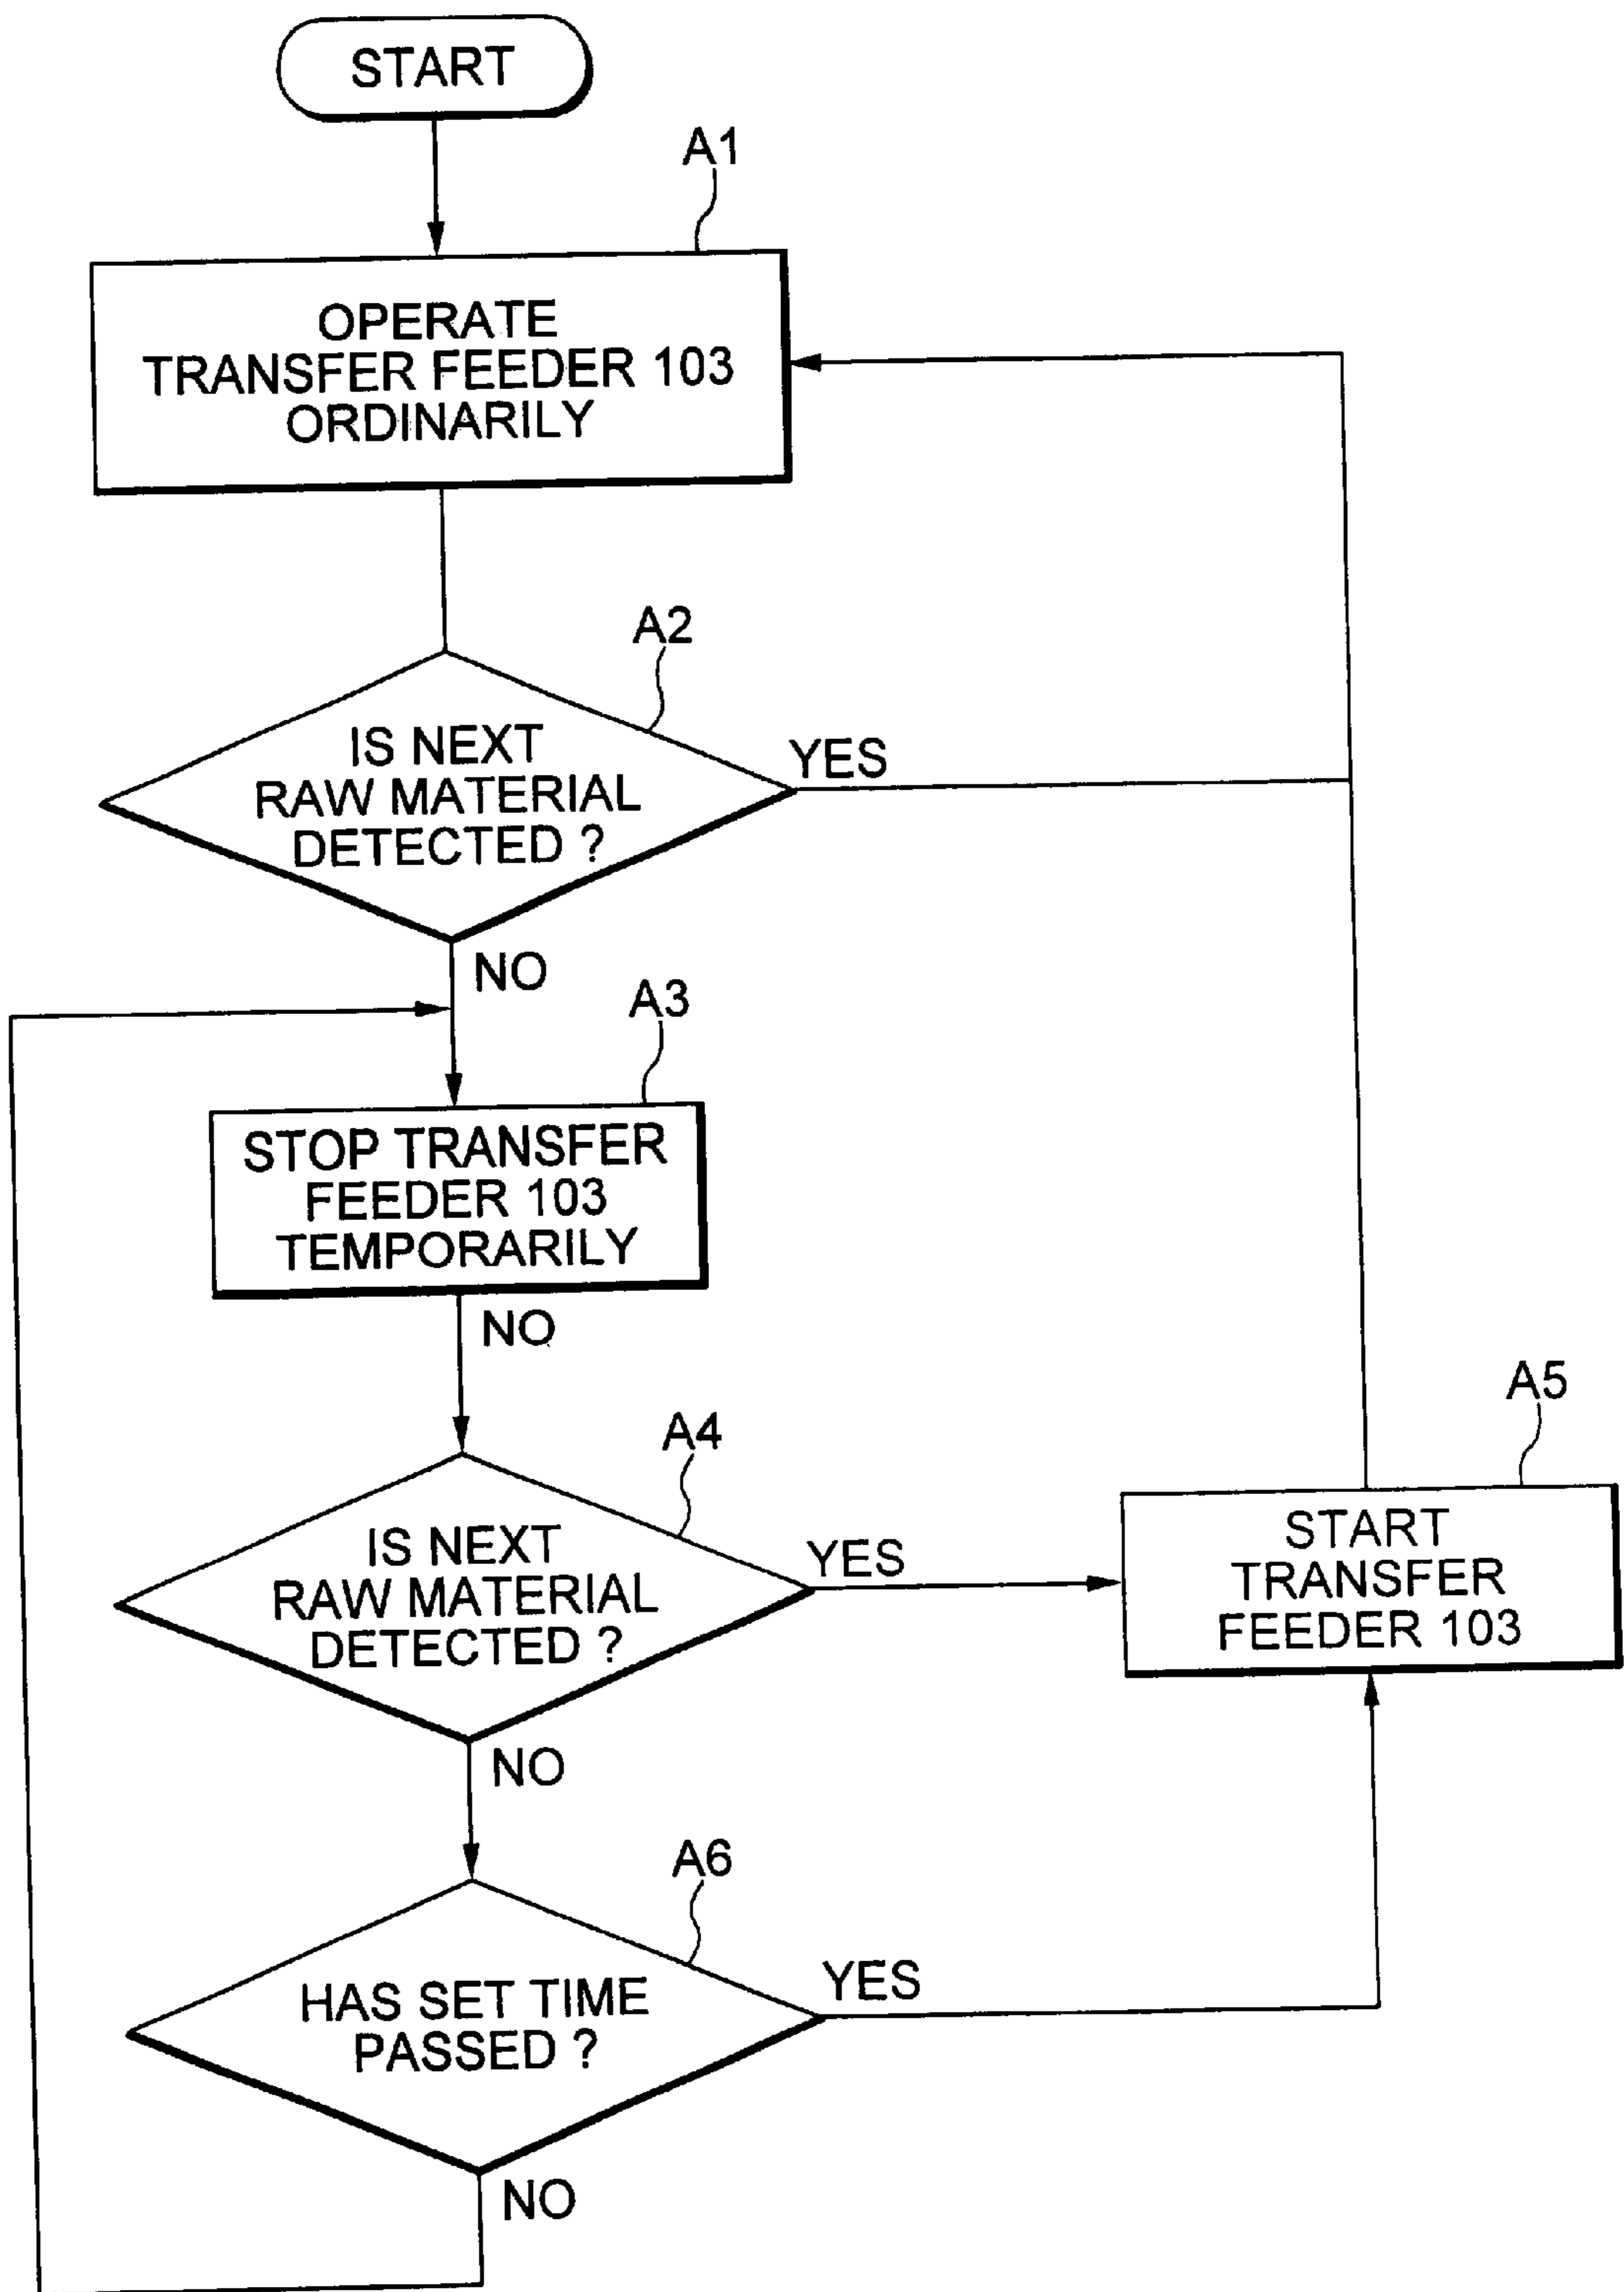 START
A1
OPERATE
TRANSFER FEEDER 103
ORDINARILY
A2
IS NEXT
RAW MATERIAL
DETECTED ?
YES
NO
A3
STOP TRANSFER
FEEDER 103
TEMPORARILY
NO
A4
IS NEXT
RAW MATERIAL
DETECTED ?
YES
A5
START
TRANSFER
FEEDER 103
NO
A6
HAS SET TIME
PASSED ?
YES
NO